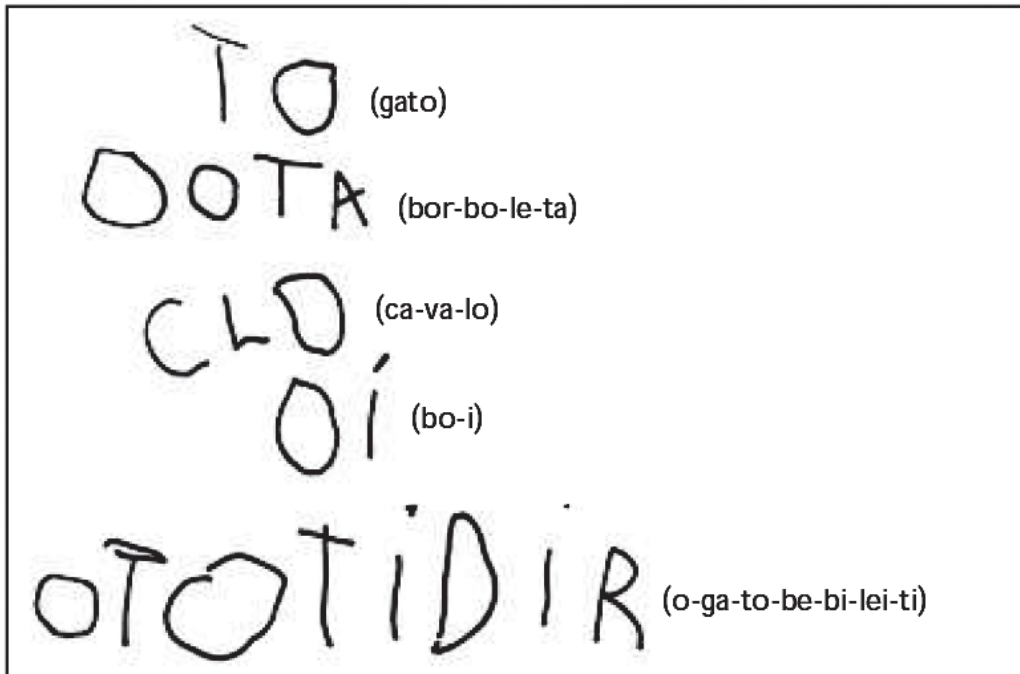 TO (gato)
OOTA (bor-bo-le-ta)
CLO (ca-va-lo)
OÍ (bo-i)
OTOTiDiR (o-ga-to-be-bi-lei-ti)